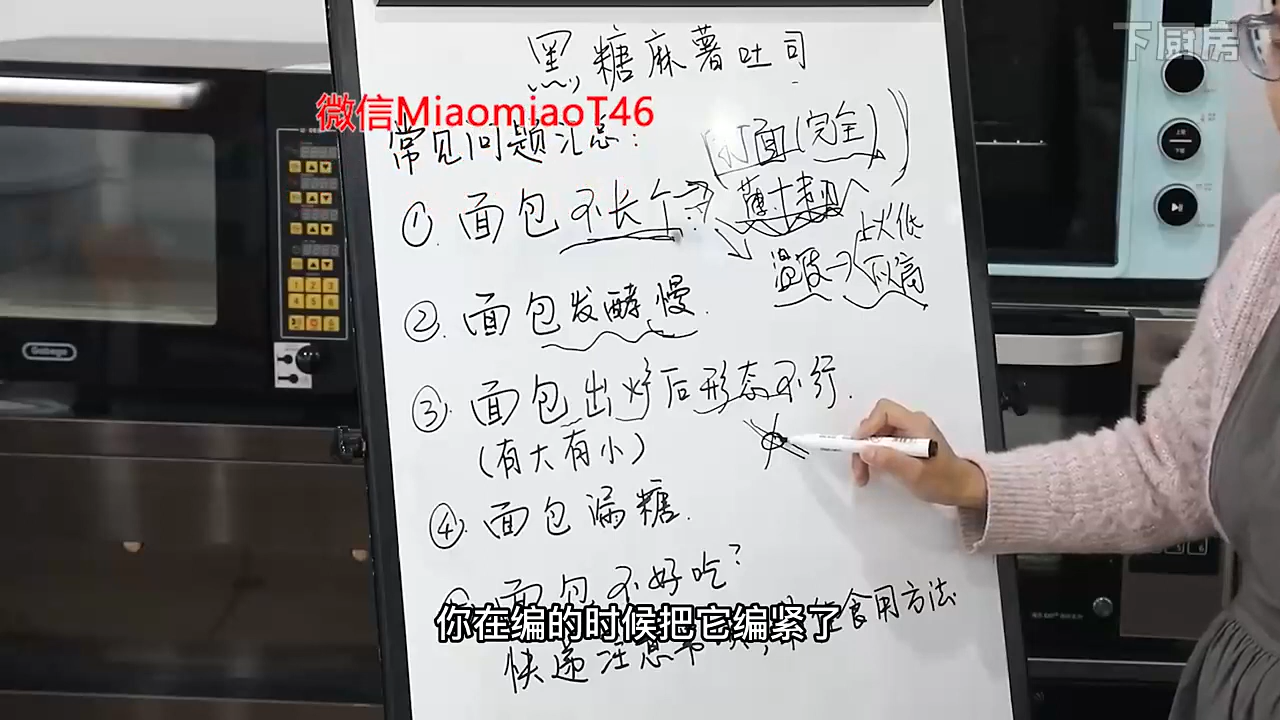 黑糖麻薯吐司
下厨房
微信MiaomiaoT46
常见问题汇总:
打面(完全)
① 面包不长个
薄
温度→
上火低
下火高
② 面包发酵慢.
③ 面包出炉后形态不行.
(有大有小)
④ 面包漏糖.
面包不好吃?
食用方法
快递注意事项
你在编的时候把它编紧了
Gabega